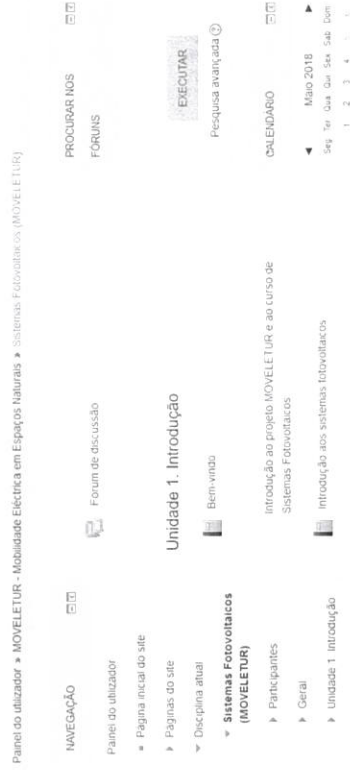 Painel do utilizador ▸ MOVELETUR - Mobilidade Eléctrica em Espaços Naturais ▸ Sistemas Fotovoltaicos (MOVELETUR)
NAVEGAÇÃO
Painel do utilizador
Página inicial do site
Páginas do site
Disciplina atual
Sistemas Fotovoltaicos
(MOVELETUR)
Participantes
Geral
Unidade 1. Introdução
Forum de discussão
Unidade 1. Introdução
Bem-vindo
Introdução ao projeto MOVELETUR e ao curso de
Sistemas Fotovoltaicos
Introdução aos sistemas fotovoltaicos
PROCURAR NOS
FÓRUNS
EXECUTAR
Pesquisa avançada
CALENDÁRIO
◄ Maio 2018 ►
Seg Ter Qua Qui Sex Sab Dom
1 2 3 4